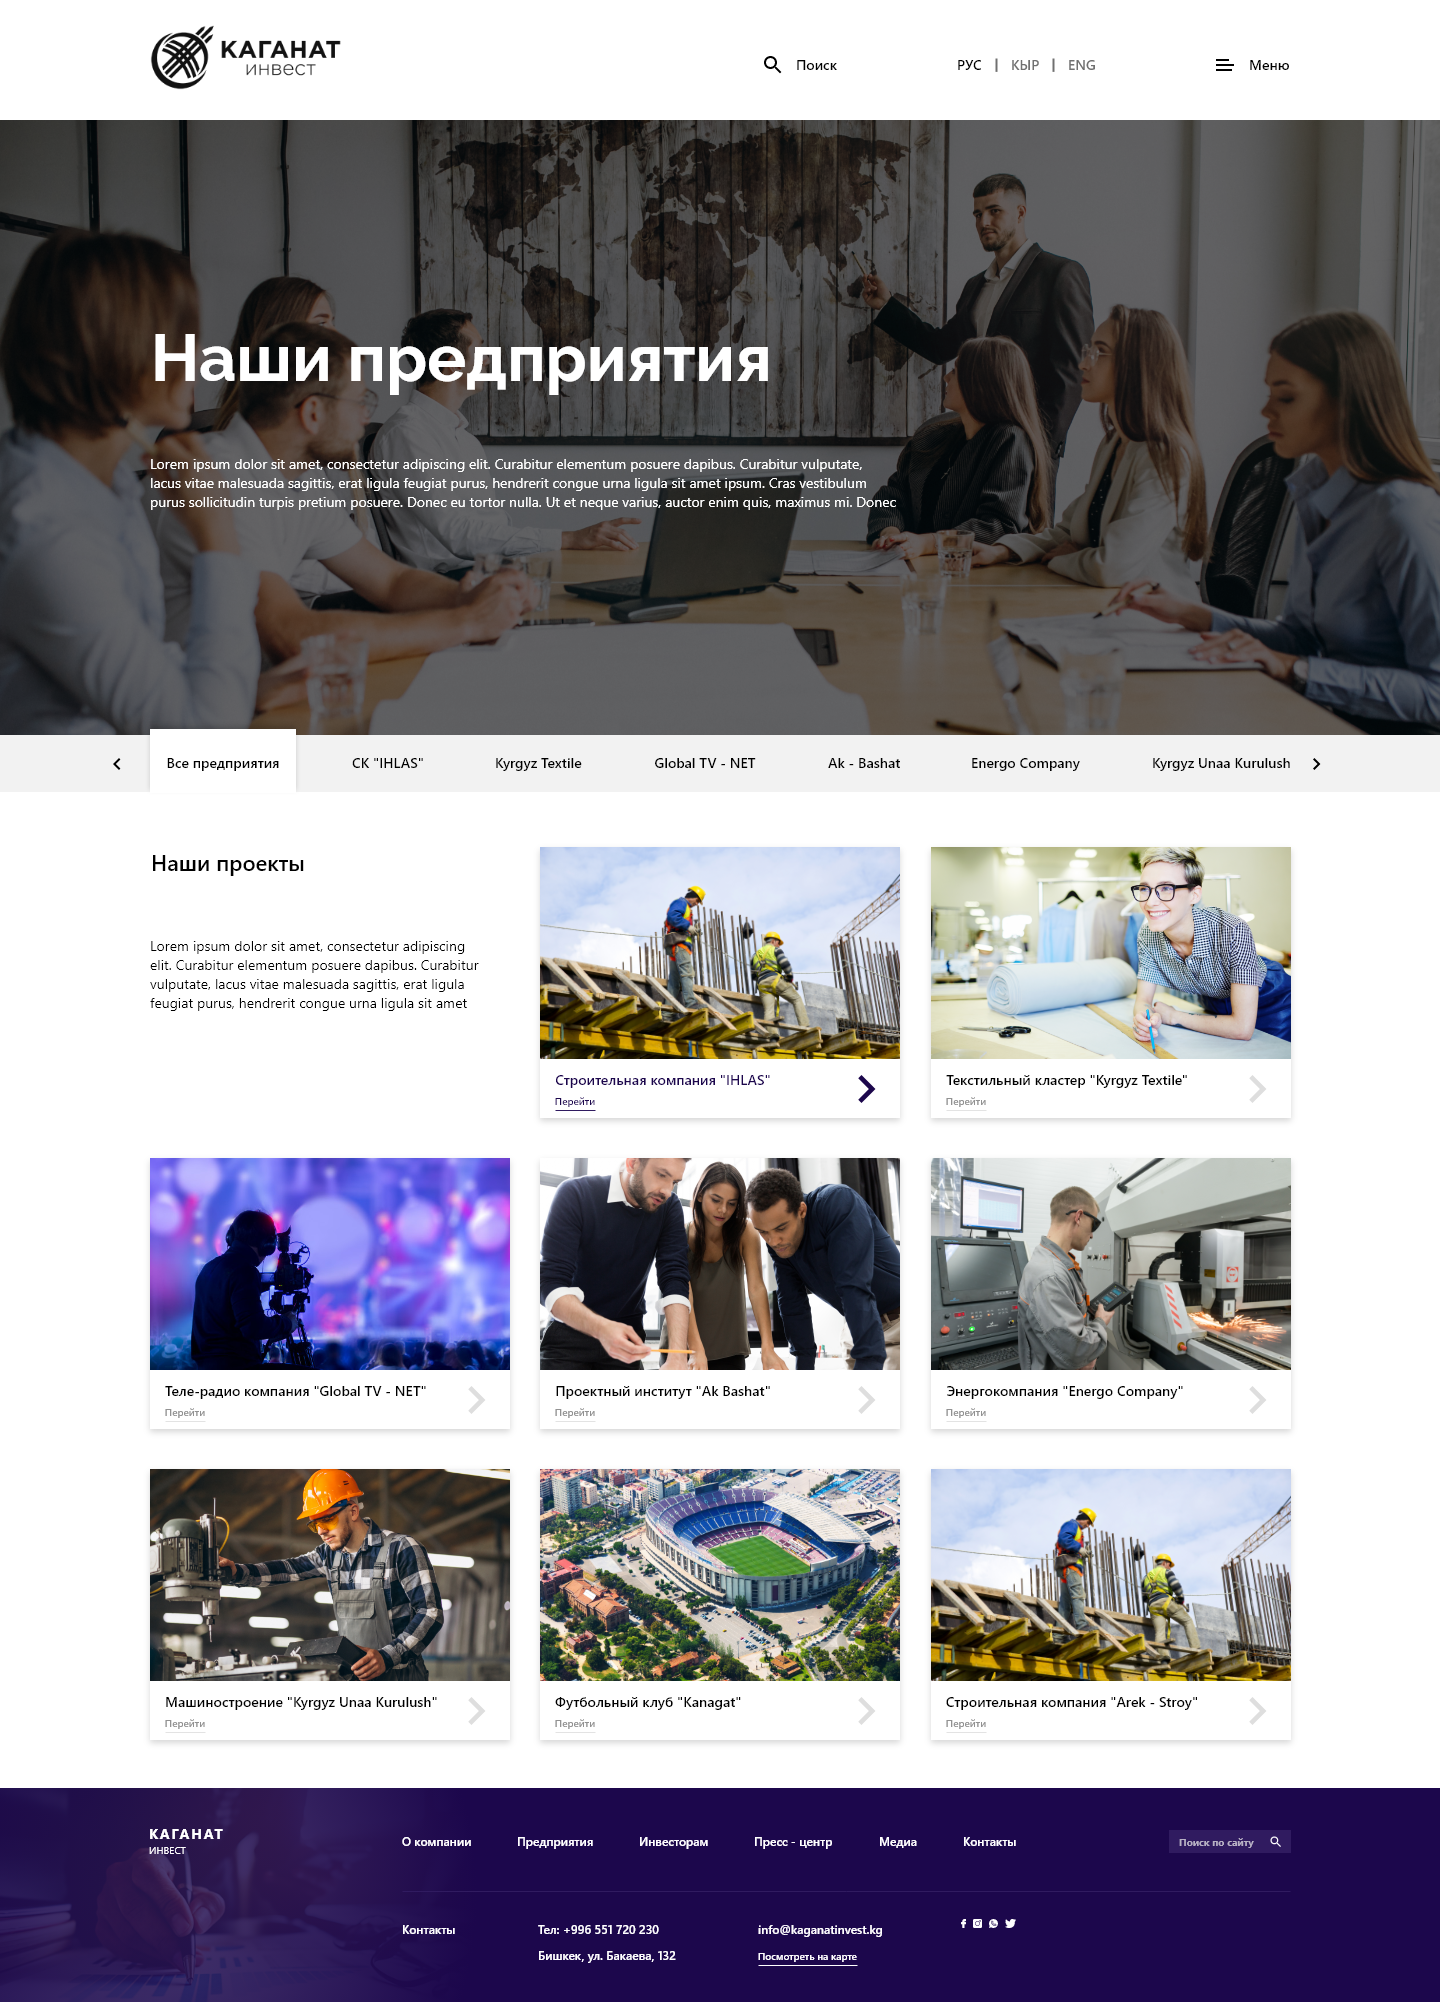 КАГАНАТ
ИНВЕСТ
Поиск
РУС | КЫР | ENG
Меню
Наши предприятия
Lorem ipsum dolor sit amet, consectetur adipiscing elit. Curabitur elementum posuere dapibus. Curabitur vulputate,
lacus vitae malesuada sagittis, erat ligula feugiat purus, hendrerit congue urna ligula sit amet ipsum. Cras vestibulum
purus sollicitudin turpis pretium posuere. Donec eu tortor nulla. Ut et neque varius, auctor enim quis, maximus mi. Donec
Все предприятия
СК "IHLAS"
Kyrgyz Textile
Global TV - NET
Ak - Bashat
Energo Company
Kyrgyz Unaa Kurulush
Наши проекты
Lorem ipsum dolor sit amet, consectetur adipiscing
elit. Curabitur elementum posuere dapibus. Curabitur
vulputate, lacus vitae malesuada sagittis, erat ligula
feugiat purus, hendrerit congue urna ligula sit amet
Строительная компания "IHLAS"
Перейти
Текстильный кластер "Kyrgyz Textile"
Перейти
Теле-радио компания "Global TV - NET"
Перейти
Проектный институт "Ak Bashat"
Перейти
Энергокомпания "Energo Company"
Перейти
Машиностроение "Kyrgyz Unaa Kurulush"
Перейти
Футбольный клуб "Kanagat"
Перейти
Строительная компания "Arek - Stroy"
Перейти
КАГАНАТ
ИНВЕСТ
О компании
Предприятия
Инвесторам
Пресс - центр
Медиа
Контакты
Поиск по сайту
Контакты
Тел: +996 551 720 230
Бишкек, ул. Бакаева, 132
info@kaganatinvest.kg
Посмотреть на карте